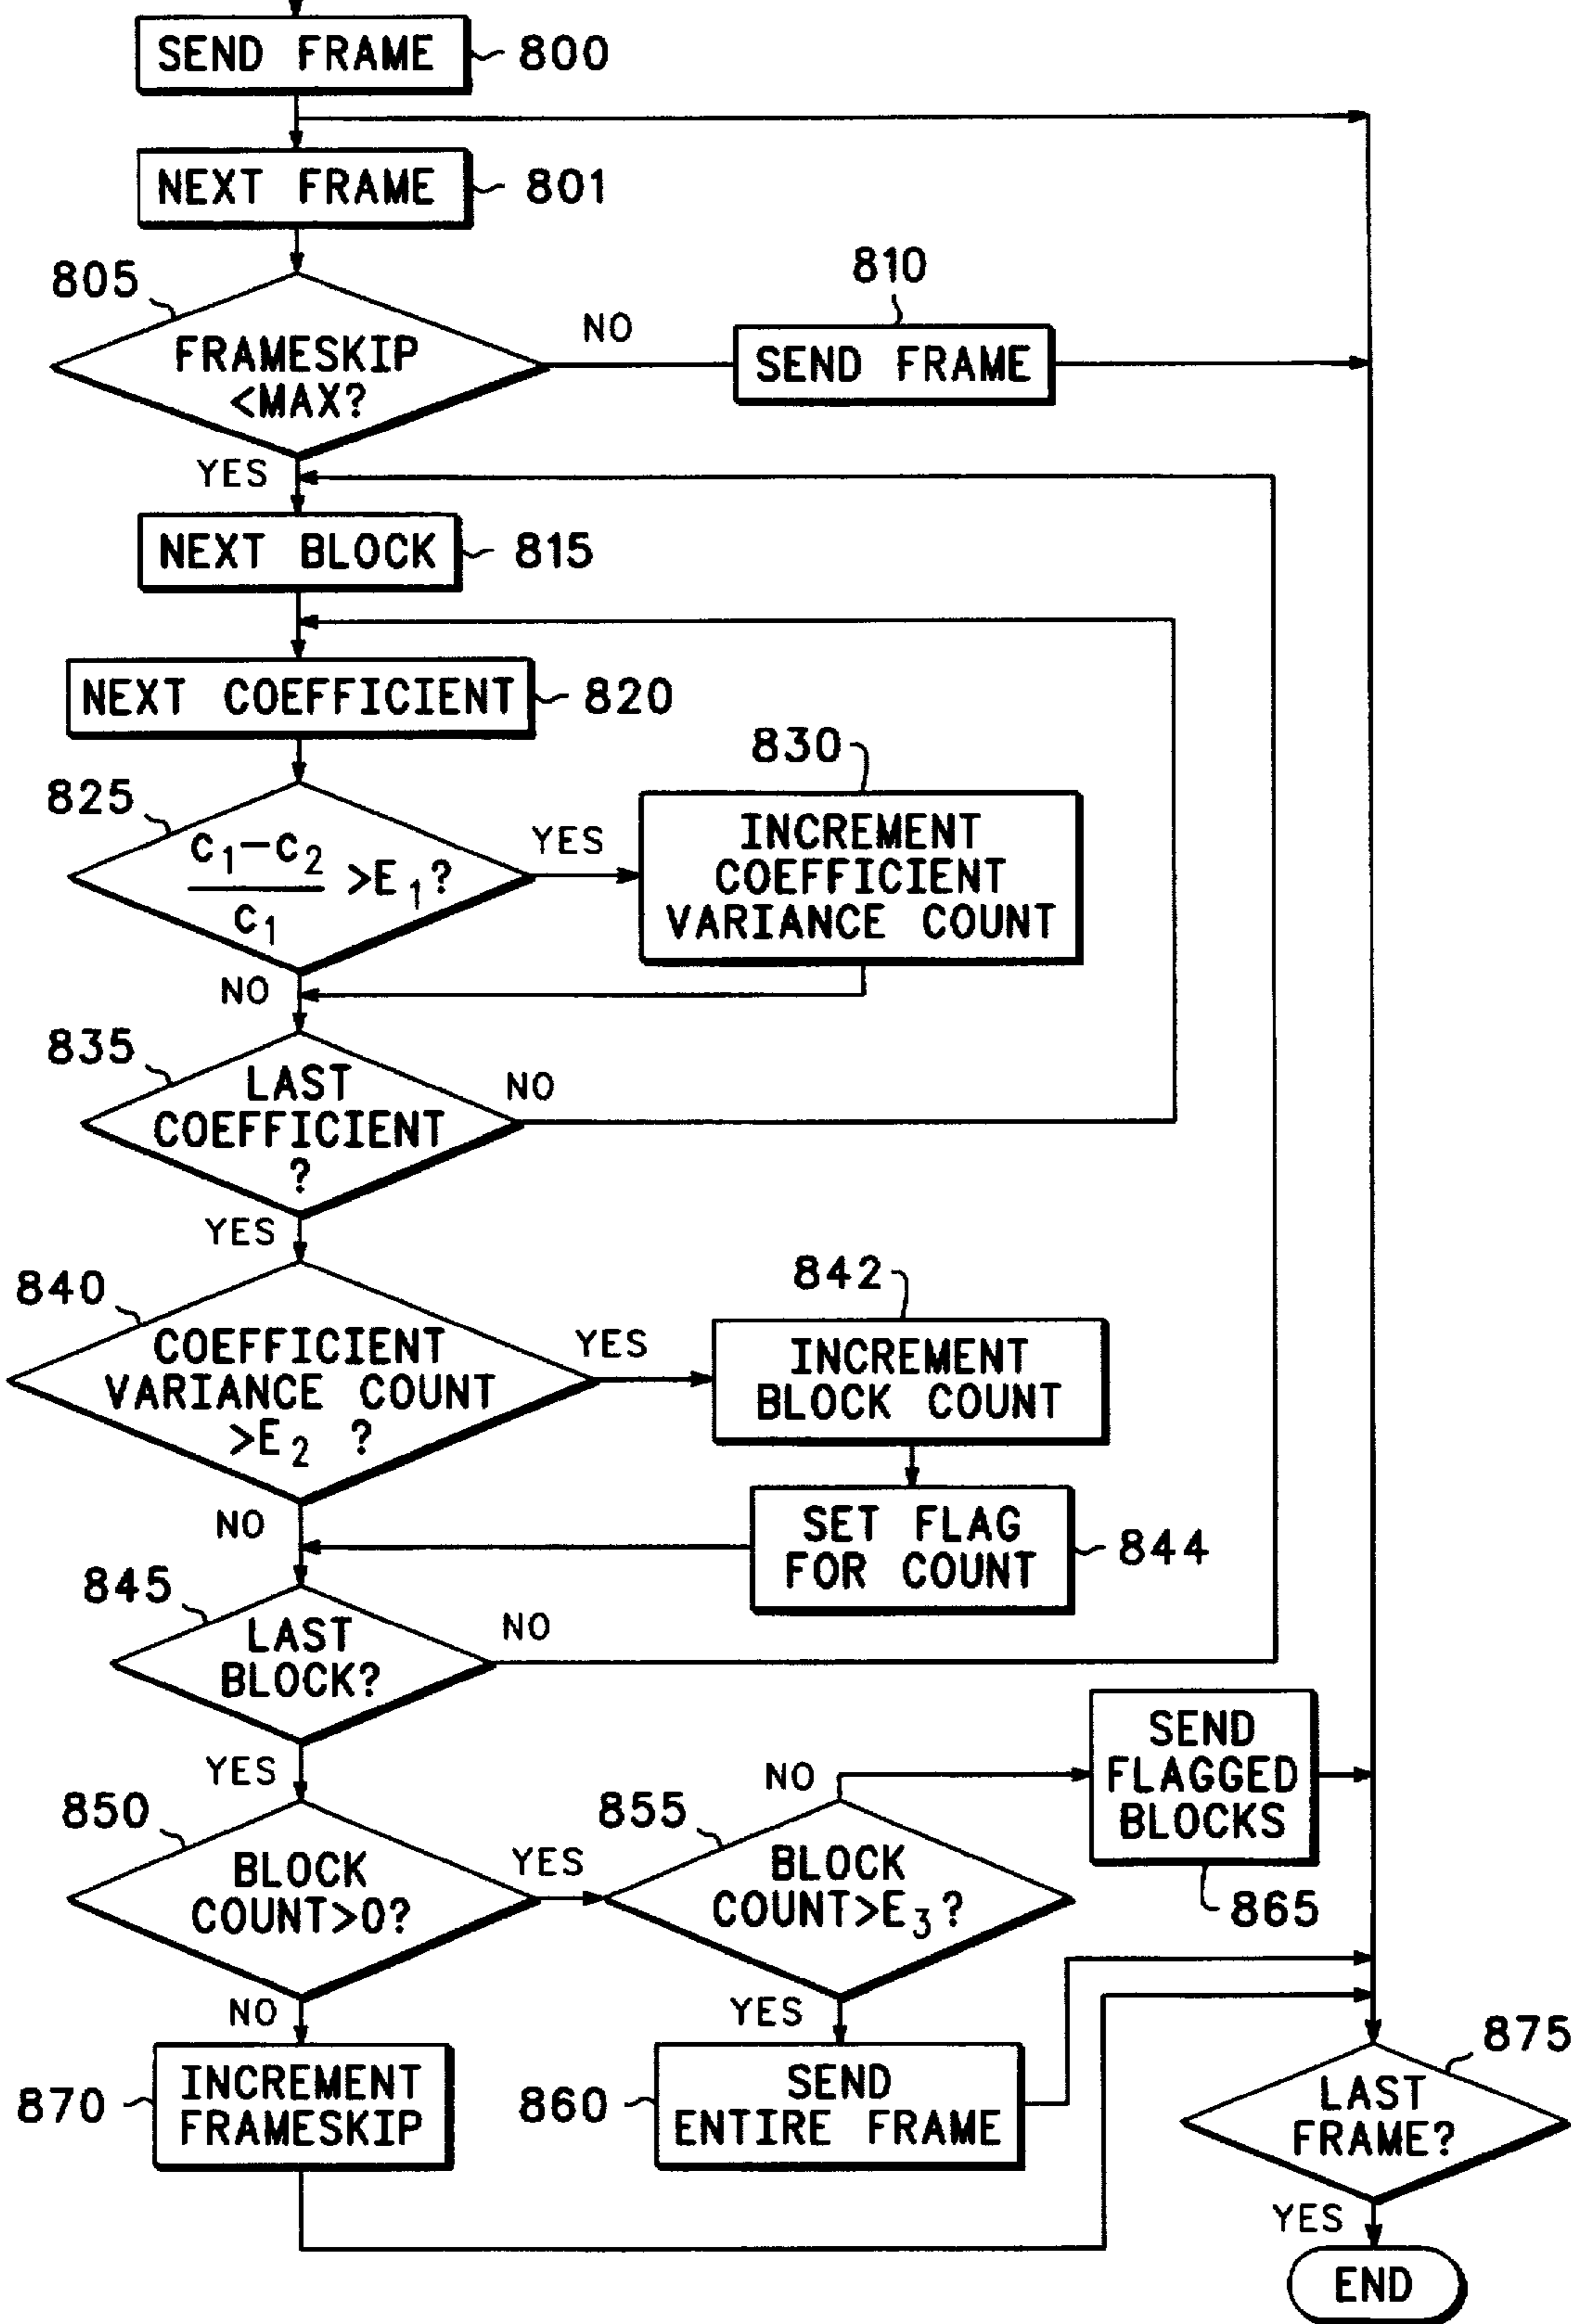 SEND FRAME
800
NEXT FRAME
801
805
FRAMESKIP
<MAX?
NO
810
SEND FRAME
YES
NEXT BLOCK
815
NEXT COEFFICIENT
820
825
c₁-c₂
c₁
>E₁?
YES
830
INCREMENT
COEFFICIENT
VARIANCE COUNT
NO
835
LAST
COEFFICIENT
?
NO
YES
840
COEFFICIENT
VARIANCE COUNT
>E₂ ?
YES
842
INCREMENT
BLOCK COUNT
SET FLAG
FOR COUNT
844
NO
845
LAST
BLOCK?
NO
YES
850
BLOCK
COUNT>0?
YES
855
BLOCK
COUNT>E₃?
NO
SEND
FLAGGED
BLOCKS
865
NO
870
INCREMENT
FRAMESKIP
YES
860
SEND
ENTIRE FRAME
875
LAST
FRAME?
YES
END